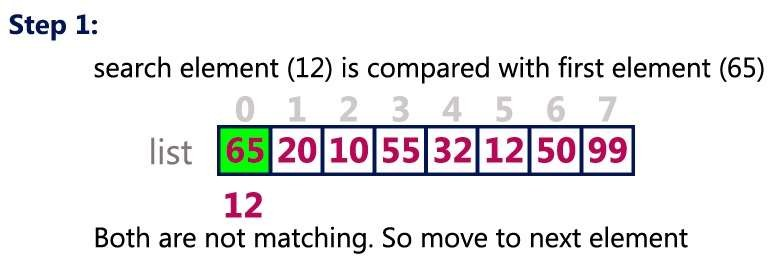 Step 1:
search element (12) is compared with first element (65)
0 1 2 3 4 5 6 7
list 65 20 10 55 32 12 50 99
12
Both are not matching. So move to next element